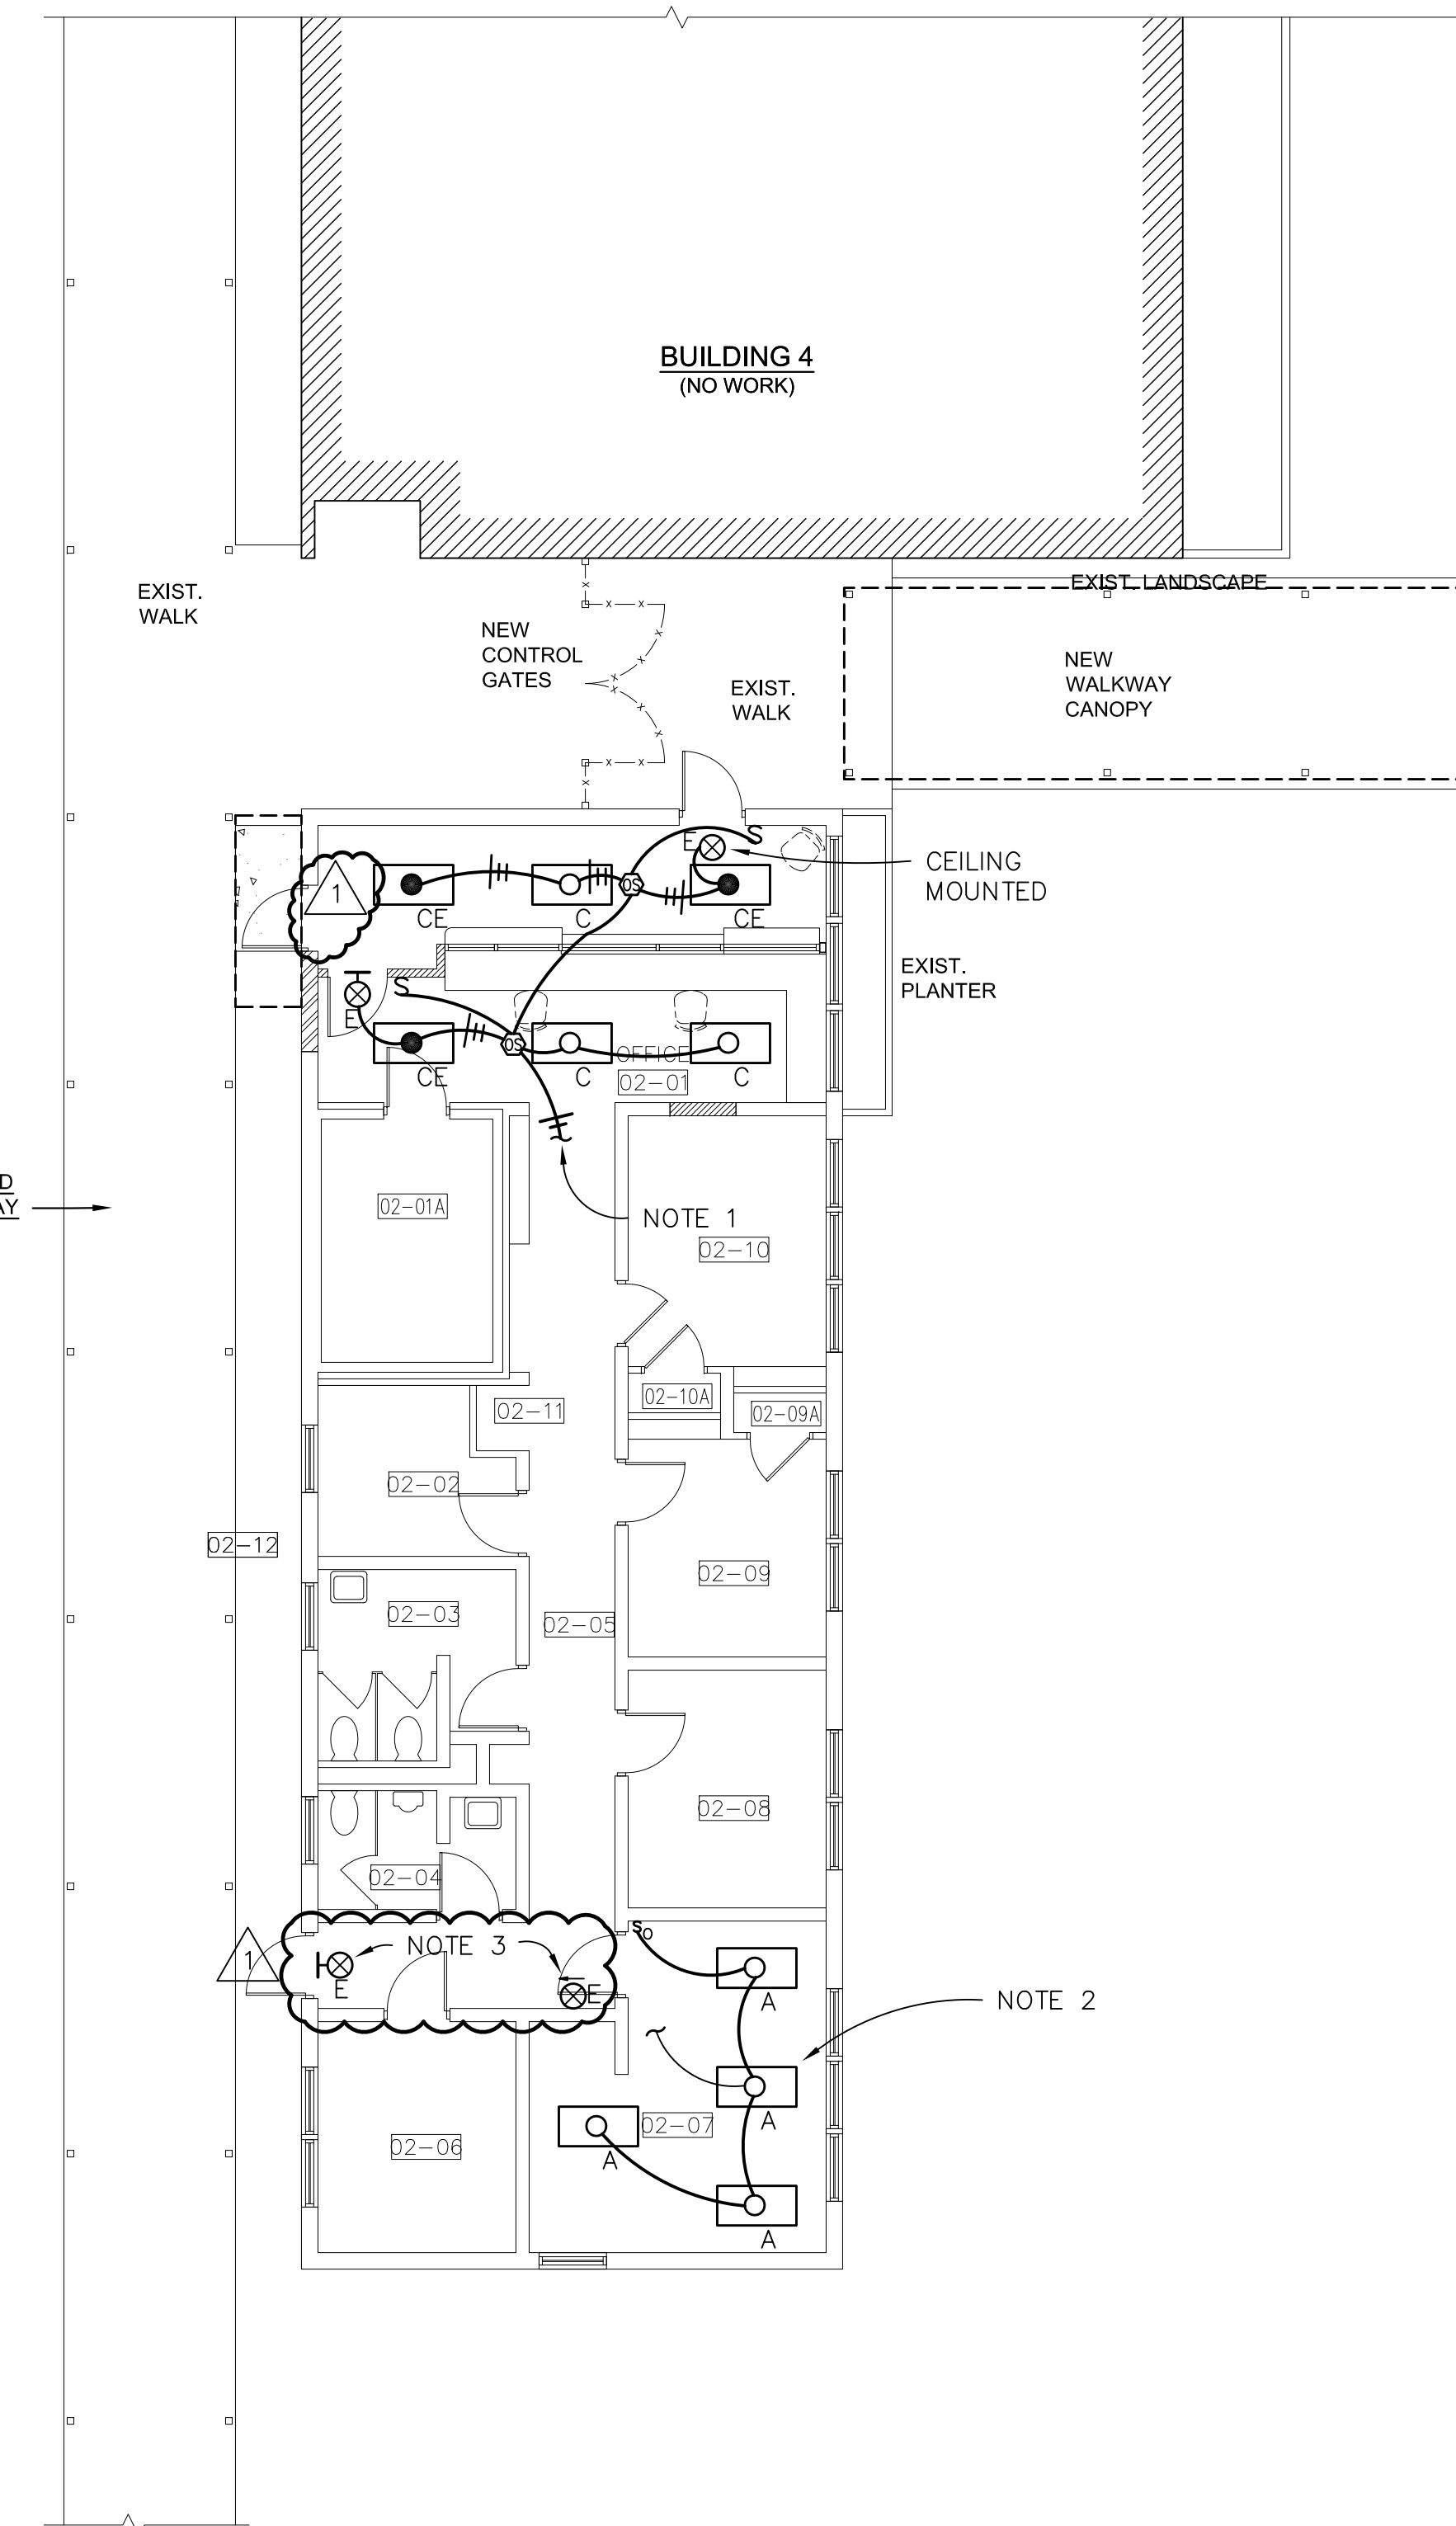 BUILDING 4
(NO WORK)
EXIST.
WALK
NEW
CONTROL
GATES
EXIST.
WALK
EXIST. LANDSCAPE
NEW
WALKWAY
CANOPY
1
E
S
CEILING
MOUNTED
OS
CE
C
CE
EXIST.
PLANTER
S
E
OS
OFFICE
CE
C
02-01
C
D
AY
02-01A
NOTE 1
02-10
02-10A
02-11
02-09A
02-02
02-12
02-09
02-03
02-05
02-08
02-04
1
NOTE 3
E
E
SO
A
NOTE 2
A
A
02-07
02-06
A